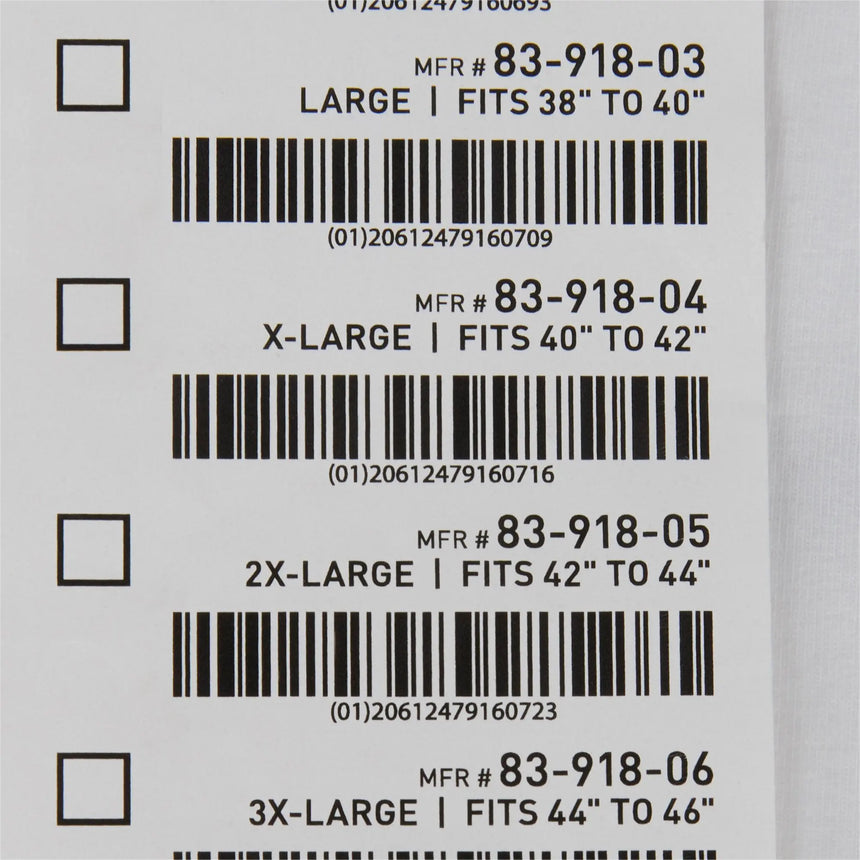 (01)20612479160693
MFR # 83-918-03
LARGE | FITS 38" TO 40"
(01)20612479160709
MFR # 83-918-04
X-LARGE | FITS 40" TO 42"
(01)20612479160716
MFR # 83-918-05
2X-LARGE | FITS 42" TO 44"
(01)20612479160723
MFR # 83-918-06
3X-LARGE | FITS 44" TO 46"